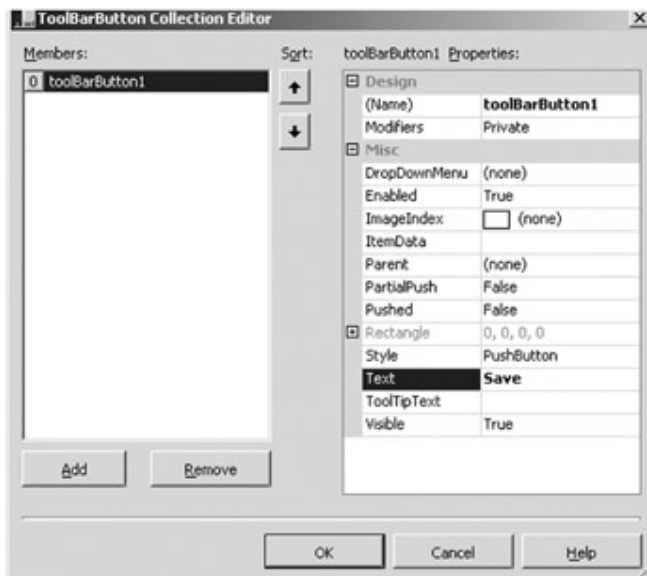 ToolBarButton Collection Editor
Members:
Sort:
toolBarButton1 Properties:
0 toolBarButton1
Design
(Name) toolBarButton1
Modifiers Private
Misc
DropDownMenu (none)
Enabled True
ImageIndex (none)
ItemData
Parent (none)
PartialPush False
Pushed False
Rectangle 0, 0, 0, 0
Style PushButton
Text Save
ToolTipText
Visible True
Add
Remove
OK
Cancel
Help